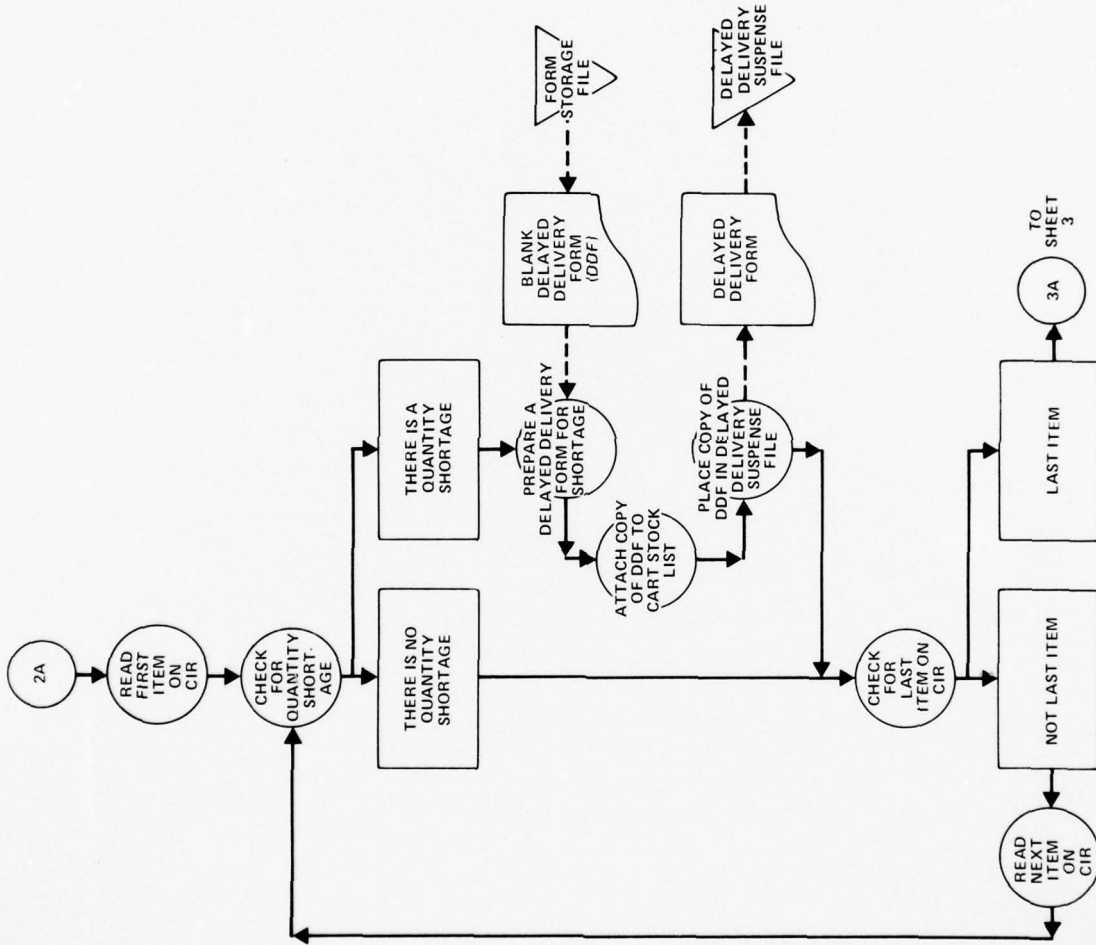 2A
READ
FIRST
ITEM
ON
CIR
CHECK
FOR
QUANTITY
SHORT-
AGE
THERE IS NO
QUANTITY
SHORTAGE
THERE IS A
QUANTITY
SHORTAGE
PREPARE A
DELAYED DELIVERY
FORM FOR
SHORTAGE
BLANK
DELAYED
DELIVERY
FORM
(DDF)
FORM
STORAGE
FILE
ATTACH COPY
OF DDF TO
CART STOCK
LIST
PLACE COPY OF
DDF IN DELAYED
DELIVERY
SUSPENSE
FILE
DELAYED
DELIVERY
FORM
DELAYED
DELIVERY
SUSPENSE
FILE
CHECK
FOR
LAST
ITEM ON
CIR
NOT LAST ITEM
LAST ITEM
3A
TO
SHEET
3
READ
NEXT
ITEM
ON
CIR